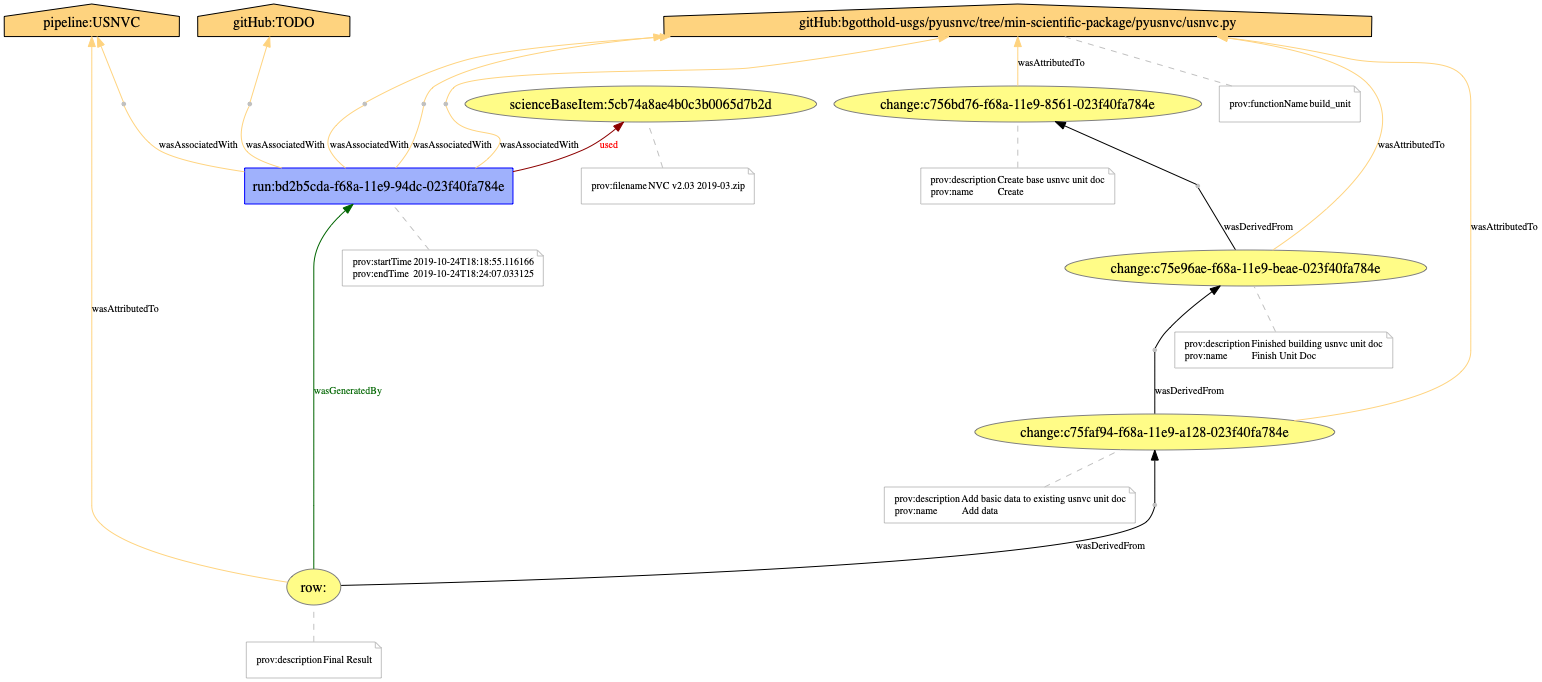 pipeline:USNVC
gitHub:TODO
gitHub:bgotthold-usgs/pyusnvc/tree/min-scientific-package/pyusnvc/usnvc.py
wasAttributedTo
scienceBaseItem:5cb74a8ae4b0c3b0065d7b2d
change:c756bd76-f68a-11e9-8561-023f40fa784e
prov:functionName build_unit
wasAssociatedWith
wasAssociatedWith
wasAssociatedWith
wasAssociatedWith
wasAssociatedWith
used
wasAttributedTo
run:bd2b5cda-f68a-11e9-94dc-023f40fa784e
prov:filename NVC v2.03 2019-03.zip
prov:description Create base usnvc unit doc
prov:name Create
wasDerivedFrom
wasAttributedTo
prov:startTime 2019-10-24T18:18:55.116166
prov:endTime 2019-10-24T18:24:07.033125
change:c75e96ae-f68a-11e9-beae-023f40fa784e
wasAttributedTo
prov:description Finished building usnvc unit doc
prov:name Finish Unit Doc
wasGeneratedBy
wasDerivedFrom
change:c75faf94-f68a-11e9-a128-023f40fa784e
prov:description Add basic data to existing usnvc unit doc
prov:name Add data
wasDerivedFrom
row:
prov:description Final Result